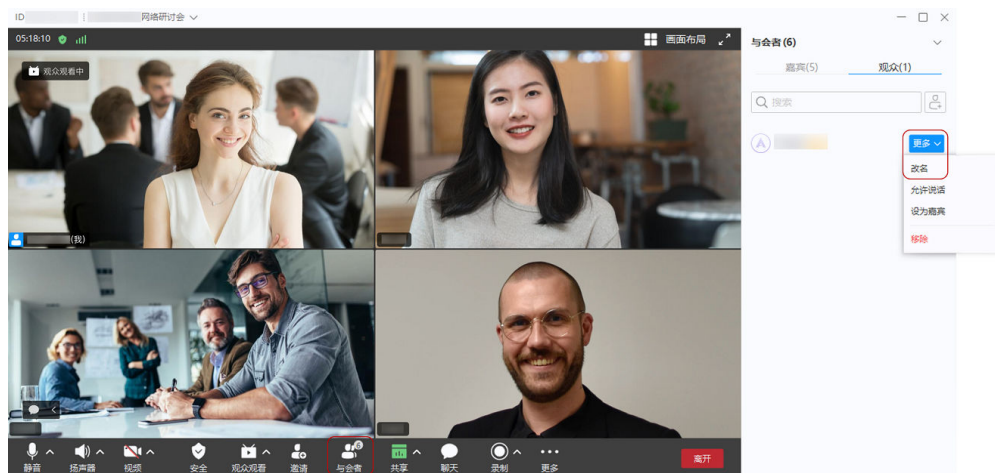 ID
网络研讨会
05:18:10
画面布局
与会者(6)
观众观看中
嘉宾(5)
观众(1)
搜索
更多
改名
允许说话
设为嘉宾
移除
(我)
静音
扬声器
视频
安全
观众观看
邀请
6
与会者
共享
聊天
录制
更多
离开